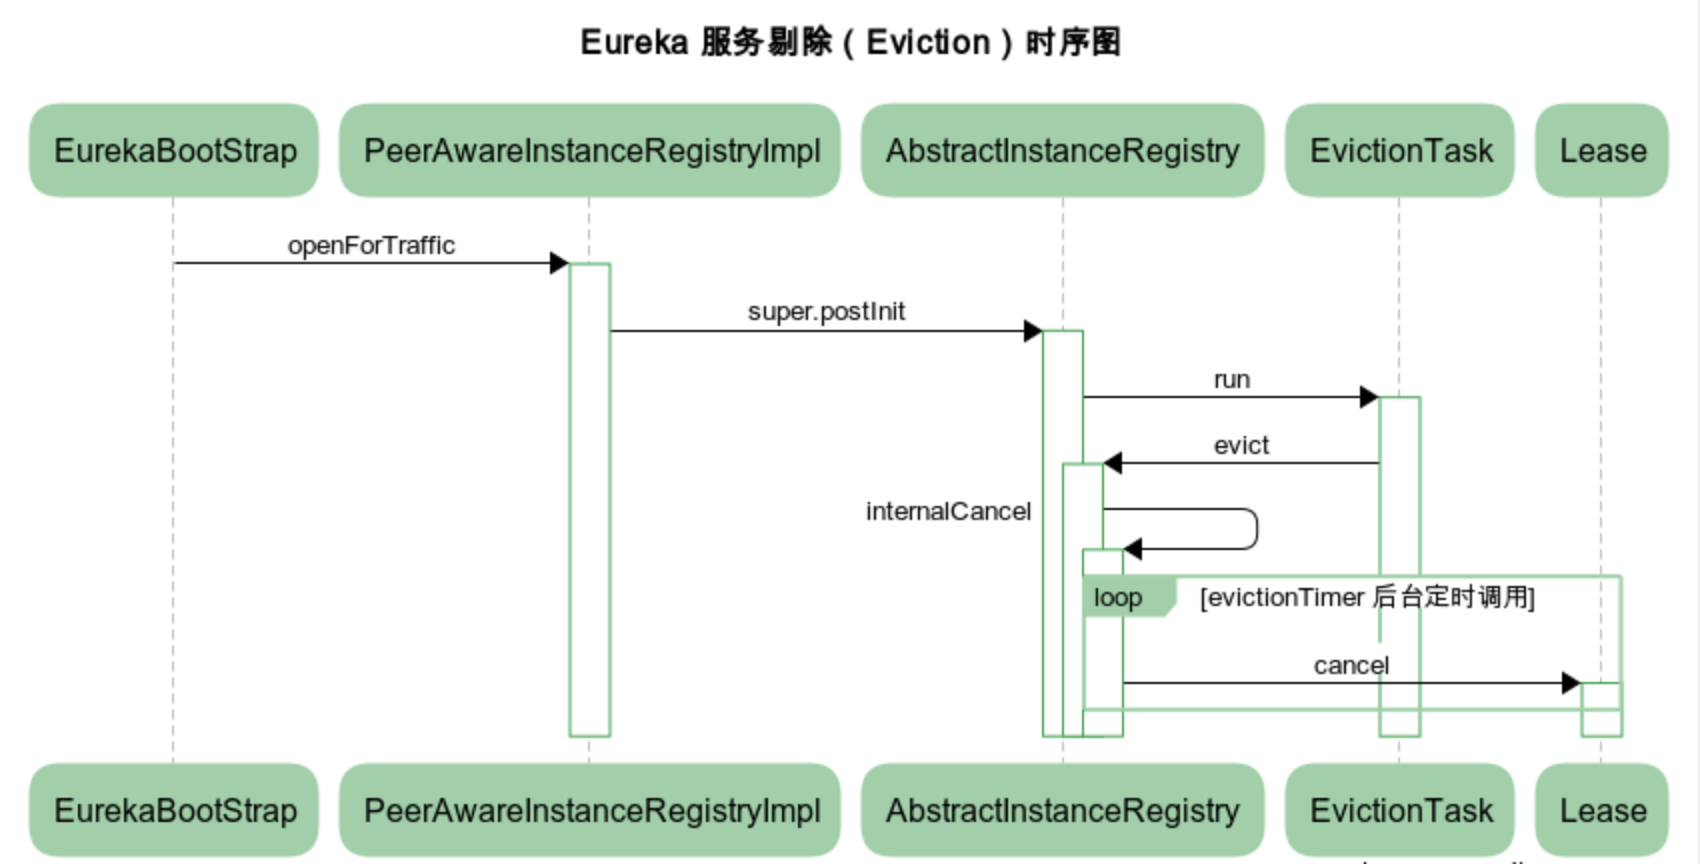 Eureka 服务剔除（Eviction）时序图
EurekaBootStrap
PeerAwareInstanceRegistryImpl
AbstractInstanceRegistry
EvictionTask
Lease
openForTraffic
super.postInit
run
evict
internalCancel
loop
[evictionTimer 后台定时调用]
cancel
EurekaBootStrap
PeerAwareInstanceRegistryImpl
AbstractInstanceRegistry
EvictionTask
Lease